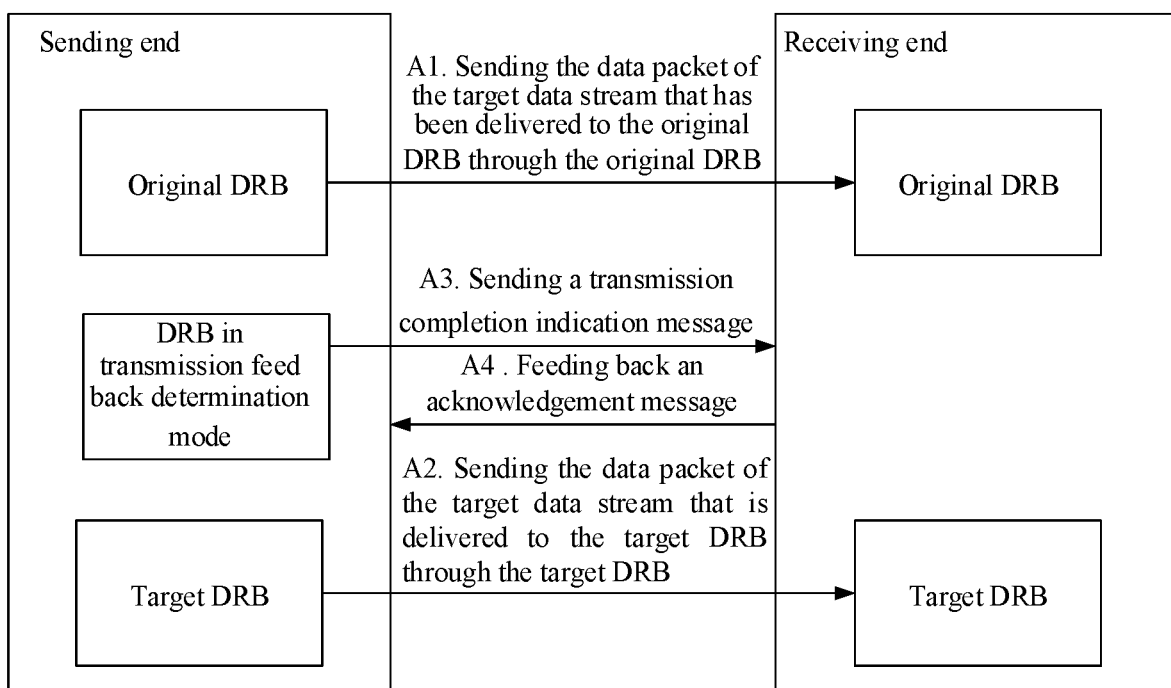 Sending end
Receiving end
A1. Sending the data packet of
the target data stream that has
been delivered to the original
DRB through the original DRB
Original DRB
Original DRB
A3. Sending a transmission
completion indication message
DRB in
transmission feed
back determination
mode
A4 . Feeding back an
acknowledgement message
A2. Sending the data packet of
the target data stream that is
delivered to the target DRB
through the target DRB
Target DRB
Target DRB